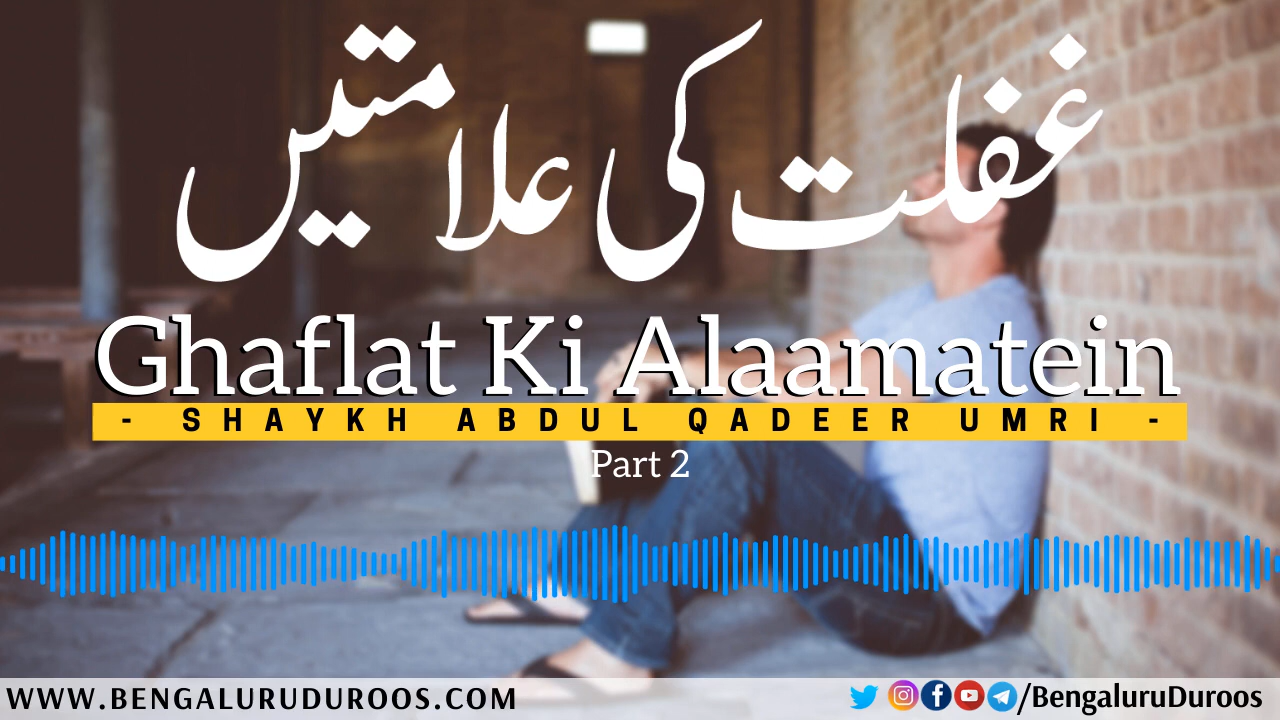 غفلت کی علامتیں
Ghaflat Ki Alaamatein
- SHAYKH ABDUL QADEER UMRI -
Part 2
WWW.BENGALURUDUROOS.COM
/BengaluruDuroos